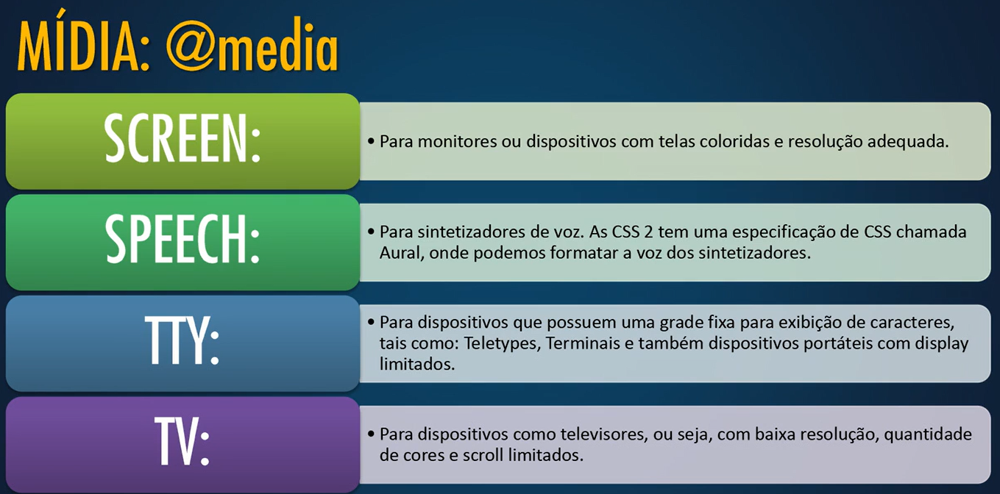 MÍDIA: @media
SCREEN:
• Para monitores ou dispositivos com telas coloridas e resolução adequada.
SPEECH:
• Para sintetizadores de voz. As CSS 2 tem uma especificação de CSS chamada
Aural, onde podemos formatar a voz dos sintetizadores.
TTY:
• Para dispositivos que possuem uma grade fixa para exibição de caracteres,
tais como: Teletypes, Terminais e também dispositivos portáteis com display
limitados.
TV:
• Para dispositivos como televisores, ou seja, com baixa resolução, quantidade
de cores e scroll limitados.